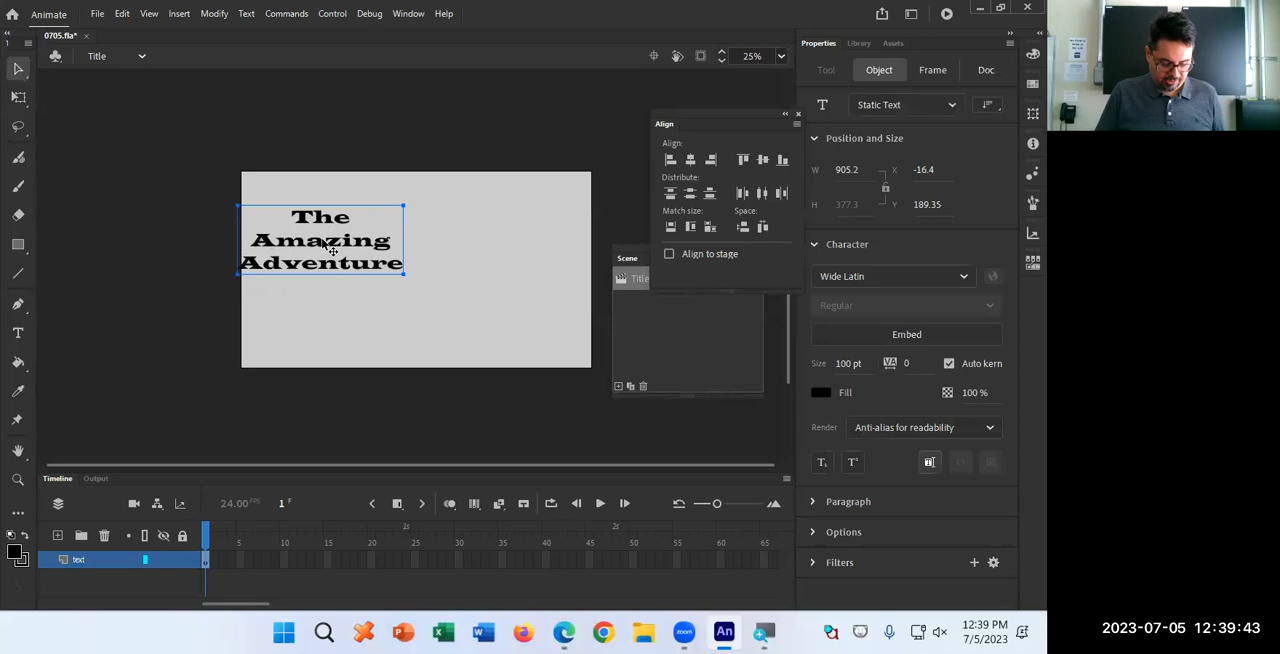 Animate
File
Edit
View
Insert
Modify
Text
Commands
Control
Debug
Window
Help
0705.fla*
Title
25%
The
Amazing
Adventure
Align
Align:
Distribute:
Match size:
Space:
Align to stage
Scene
Title
Properties
Library
Assets
Tool
Object
Frame
Doc
Static Text
Position and Size
W 905.2 X -16.4
H 377.3 Y 189.35
Character
Wide Latin
Regular
Embed
Size 100 pt VA 0 Auto kern
Fill 100 %
Render Anti-alias for readability
Paragraph
Options
Filters
Timeline
Output
24.00 FPS 1 F
1s 2s
5 10 15 20 25 30 35 40 45 50 55 60 65
text
12:39 PM
7/5/2023
2023-07-05 12:39:43